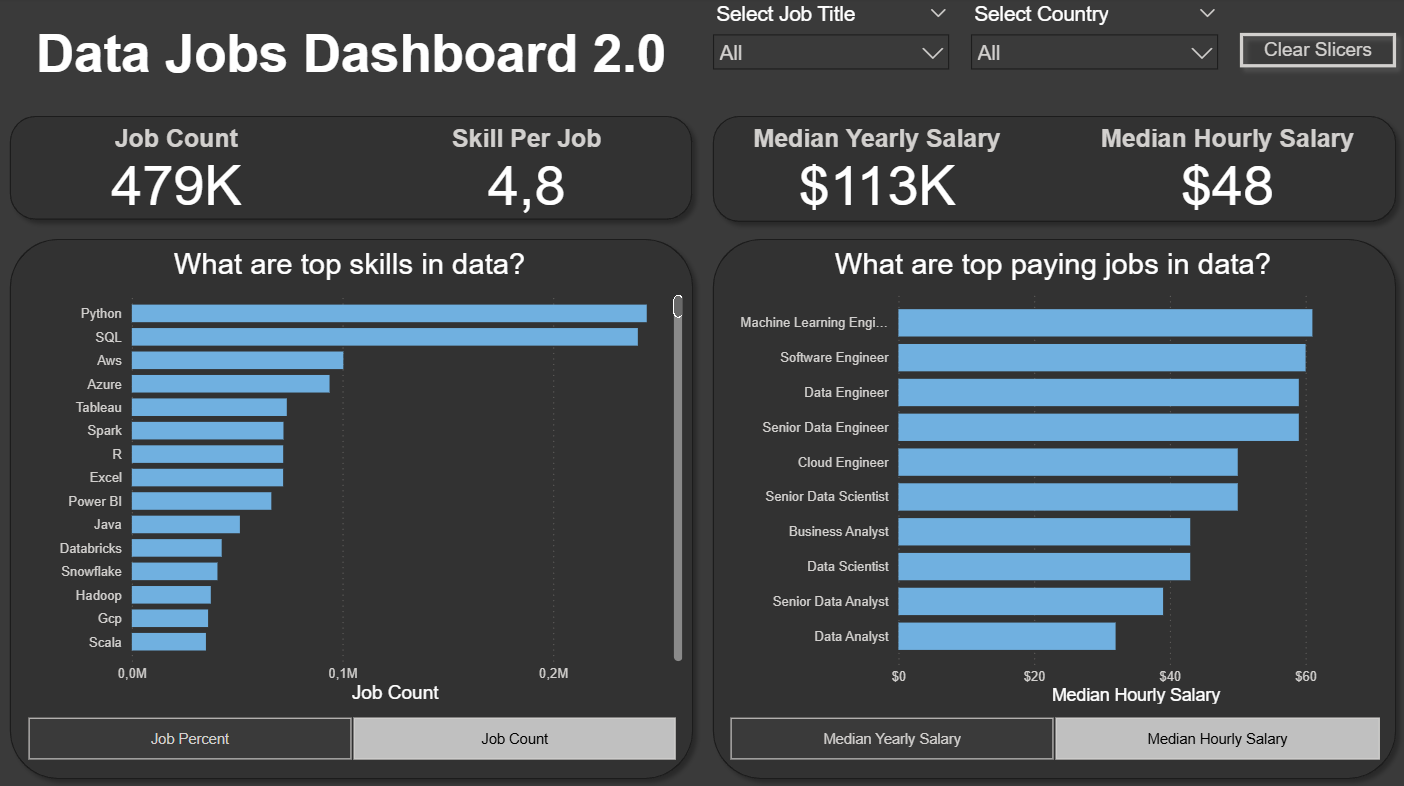 Data Jobs Dashboard 2.0
Select Job Title
Select Country
All
All
Clear Slicers
Job Count
Skill Per Job
479K
4,8
Median Yearly Salary
Median Hourly Salary
$113K
$48
What are top skills in data?
Python
SQL
Aws
Azure
Tableau
Spark
R
Excel
Power BI
Java
Databricks
Snowflake
Hadoop
Gcp
Scala
0,0M
0,1M
0,2M
Job Count
Job Percent
Job Count
What are top paying jobs in data?
Machine Learning Engi...
Software Engineer
Data Engineer
Senior Data Engineer
Cloud Engineer
Senior Data Scientist
Business Analyst
Data Scientist
Senior Data Analyst
Data Analyst
$0
$20
$40
$60
Median Hourly Salary
Median Yearly Salary
Median Hourly Salary